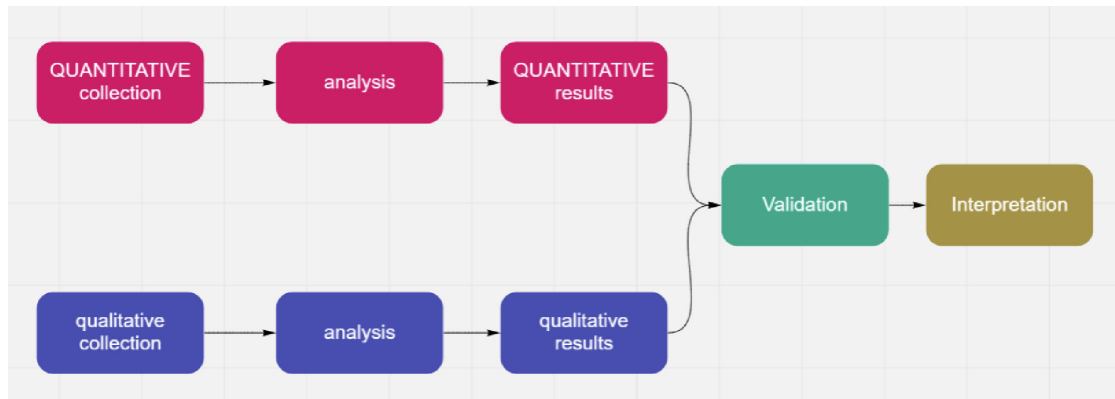 QUANTITATIVE
collection
analysis
QUANTITATIVE
results
Validation
Interpretation
qualitative
collection
analysis
qualitative
results